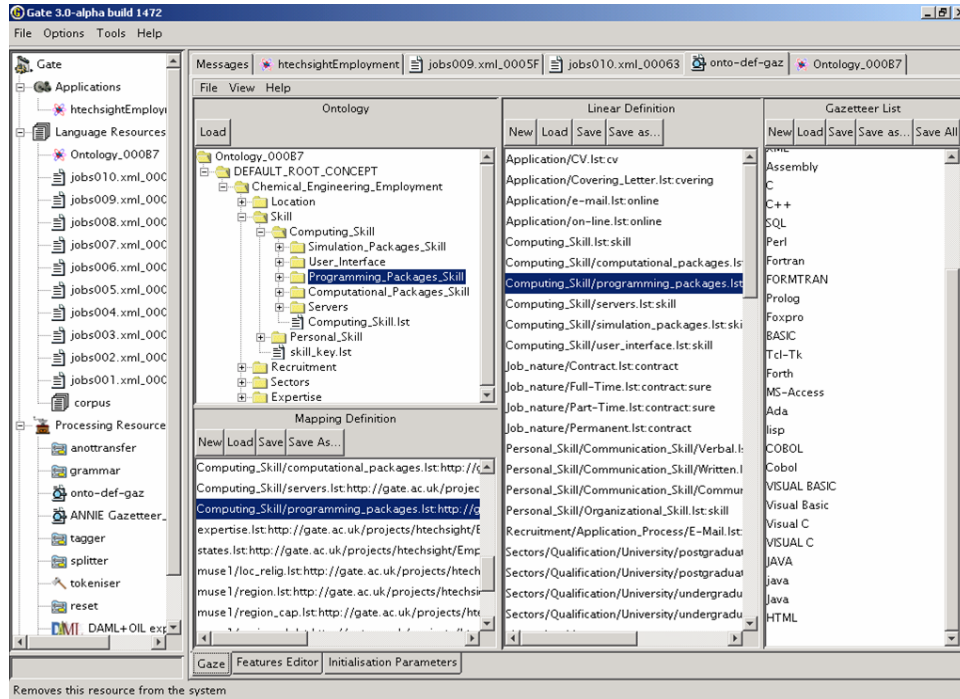 Gate 3.0-alpha build 1472
File Options Tools Help
Gate
Applications
htechsightEmployı
Language Resources
Ontology_000B7
jobs010.xml_00C
jobs009.xml_00C
jobs008.xml_00C
jobs007.xml_00C
jobs006.xml_00C
jobs005.xml_00C
jobs004.xml_00C
jobs003.xml_00C
jobs002.xml_00C
jobs001.xml_00C
corpus
Processing Resource
anottransfer
grammar
onto-def-gaz
ANNIE Gazetteer_
tagger
splitter
tokeniser
reset
DAML+OIL exp
Messages htechsightEmployment jobs009.xml_0005F jobs010.xml_00063 onto-def-gaz Ontology_000B7
File View Help
Ontology
Load
Ontology_000B7
DEFAULT_ROOT_CONCEPT
Chemical_Engineering_Employment
Location
Skill
Computing_Skill
Simulation_Packages_Skill
User_Interface
Programming_Packages_Skill
Computational_Packages_Skill
Servers
Computing_Skill.lst
Personal_Skill
skill_key.lst
Recruitment
Sectors
Expertise
Mapping Definition
New Load Save Save As...
Computing_Skill/computational_packages.lst:http://g
Computing_Skill/servers.lst:http://gate.ac.uk/projec
Computing_Skill/programming_packages.lst:http://g
expertise.lst:http://gate.ac.uk/projects/htechsight/E
states.lst:http://gate.ac.uk/projects/htechsight/Emp
muse1/loc_relig.lst:http://gate.ac.uk/projects/htech
muse1/region.lst:http://gate.ac.uk/projects/htechsi
muse1/region_cap.lst:http://gate.ac.uk/projects/hte
Linear Definition
New Load Save Save as...
Application/CV.lst:cv
Application/Covering_Letter.lst:cvering
Application/e-mail.lst:online
Application/on-line.lst:online
Computing_Skill.lst:skill
Computing_Skill/computational_packages.ls
Computing_Skill/programming_packages.lst
Computing_Skill/servers.lst:skill
Computing_Skill/simulation_packages.lst:ski
Computing_Skill/user_interface.lst:skill
Job_nature/Contract.lst:contract
Job_nature/Full-Time.lst:contract:sure
Job_nature/Part-Time.lst:contract:sure
Job_nature/Permanent.lst:contract
Personal_Skill/Communication_Skill/Verbal.l
Personal_Skill/Communication_Skill/Written.l
Personal_Skill/Communication_Skill/Commur
Personal_Skill/Organizational_Skill.lst:skill
Recruitment/Application_Process/E-Mail.lst:
Sectors/Qualification/University/postgraduat
Sectors/Qualification/University/postgraduat
Sectors/Qualification/University/undergradu
Sectors/Qualification/University/undergradu
Gazetteer List
New Load Save Save as... Save All
XML
Assembly
C
C++
SQL
Perl
Fortran
FORMTRAN
Prolog
Foxpro
BASIC
Tcl-Tk
Forth
MS-Access
Ada
lisp
COBOL
Cobol
VISUAL BASIC
Visual Basic
Visual C
VISUAL C
JAVA
java
Java
HTML
Gaze Features Editor Initialisation Parameters
Removes this resource from the system